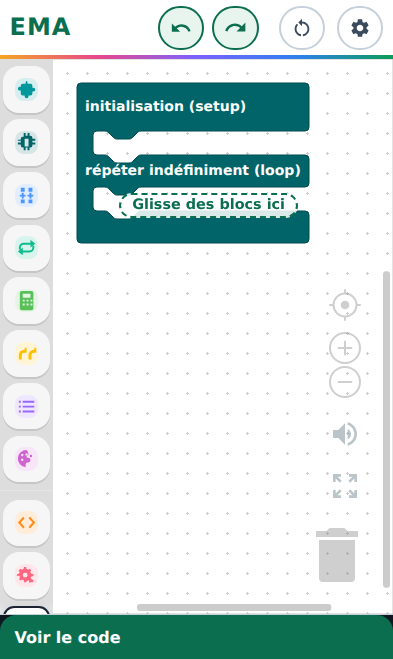 EMA
initialisation (setup)
répéter indéfiniment (loop)
Glisse des blocs ici
Voir le code